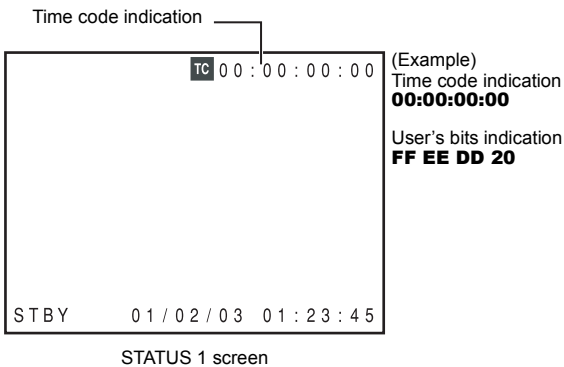 Time code indication
TC 00:00:00:00
(Example)
Time code indication
00:00:00:00
User's bits indication
FF EE DD 20
STBY 01/02/03 01:23:45
STATUS 1 screen